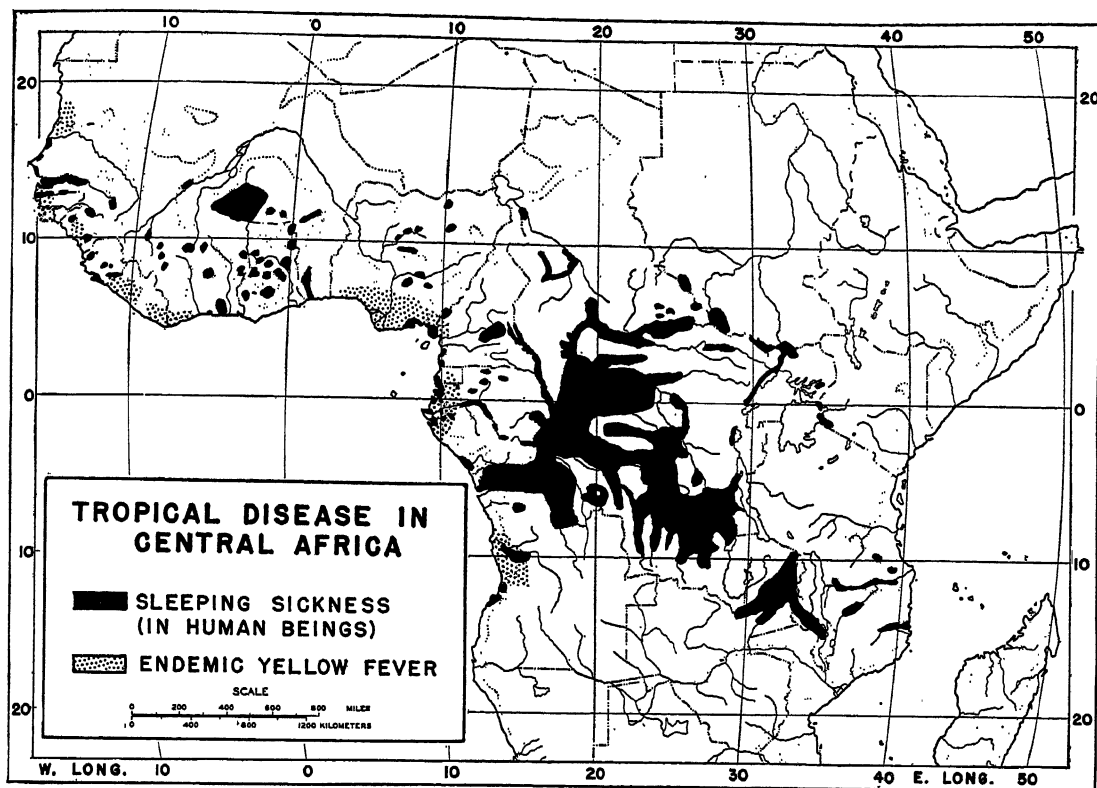 10 0 10 20 30 40 50
20 20
10
0 0
10 10
20 20
TROPICAL DISEASE IN
CENTRAL AFRICA
SLEEPING SICKNESS
(IN HUMAN BEINGS)
ENDEMIC YELLOW FEVER
SCALE
0 200 400 600 800 MILES
0 400 800 1200 KILOMETERS
W. LONG. 10 0 10 20 30 40 E. LONG. 50